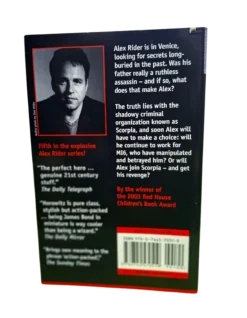 Alex Rider is in Venice,
looking for secrets long-
buried in the past. Was his
father really a ruthless
assassin – and if so, what
does that make Alex?
The truth lies with the
shadowy criminal
organization known as
Scorpia, and soon Alex will
have to make a choice: will
he continue to work for
MI6, who have manipulated
and betrayed him? Or will
Alex join Scorpia – and get
his revenge?
By the winner of
the 2003 Red House
Children's Book Award
Fifth in the explosive
Alex Rider series!
"The perfect hero ...
genuine 21st century
stuff."
The Daily Telegraph
"Horowitz is pure class,
stylish but action-packed
... being James Bond in
miniature is way cooler
than being a wizard."
The Daily Mirror
"Brings new meaning to the
phrase 'action-packed'."
The Sunday Times